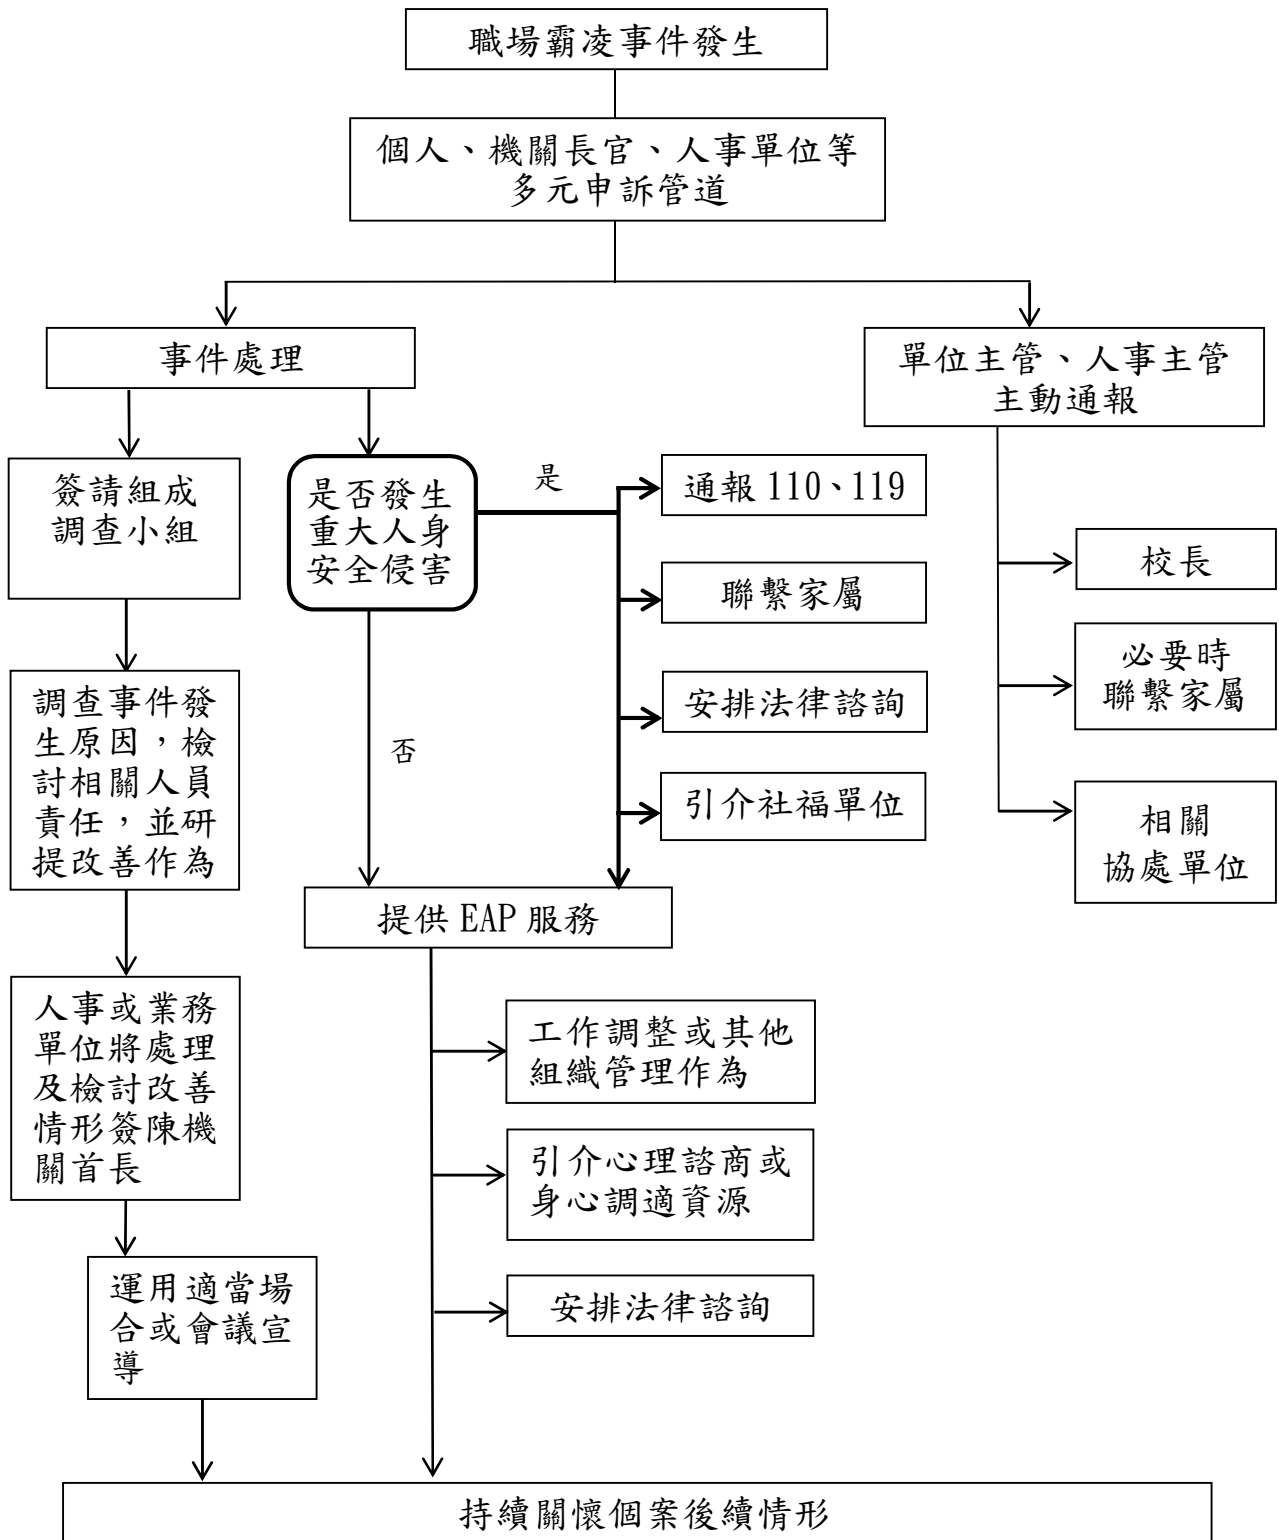 職場霸凌事件發生
個人、機關長官、人事單位等
多元申訴管道
事件處理
單位主管、人事主管
主動通報
簽請組成
調查小組
是否發生
重大人身
安全侵害
是
通報 110、119
聯繫家屬
安排法律諮詢
引介社福單位
校長
必要時
聯繫家屬
相關
協處單位
調查事件發
生原因，檢
討相關人員
責任，並研
提改善作為
否
提供 EAP 服務
人事或業務
單位將處理
及檢討改善
情形簽陳機
關首長
工作調整或其他
組織管理作為
引介心理諮商或
身心調適資源
安排法律諮詢
運用適當場
合或會議宣
導
持續關懷個案後續情形